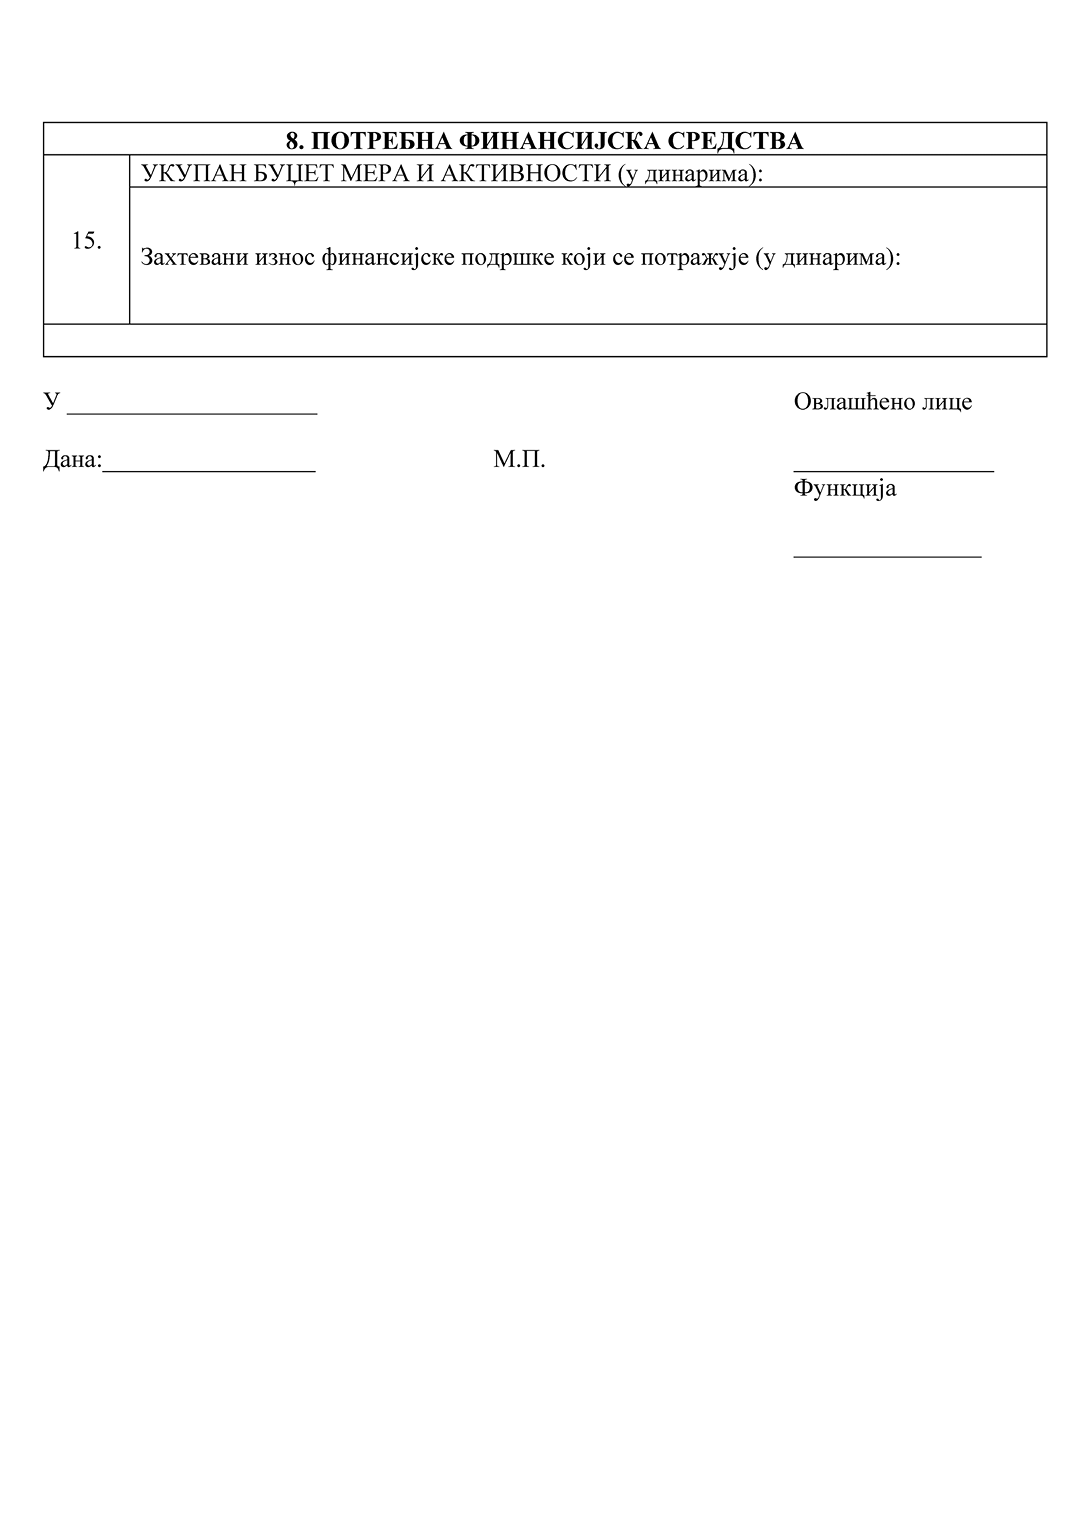 8. ПОТРЕБНА ФИНАНСИЈСКА СРЕДСТВА
УКУПАН БУЏЕТ МЕРА И АКТИВНОСТИ (у динарима):
15.
Захтевани износ финансијске подршке који се потражује (у динарима):
У ____________________ Овлашћено лице
Дана:_________________ М.П. ________________
Функција
_______________